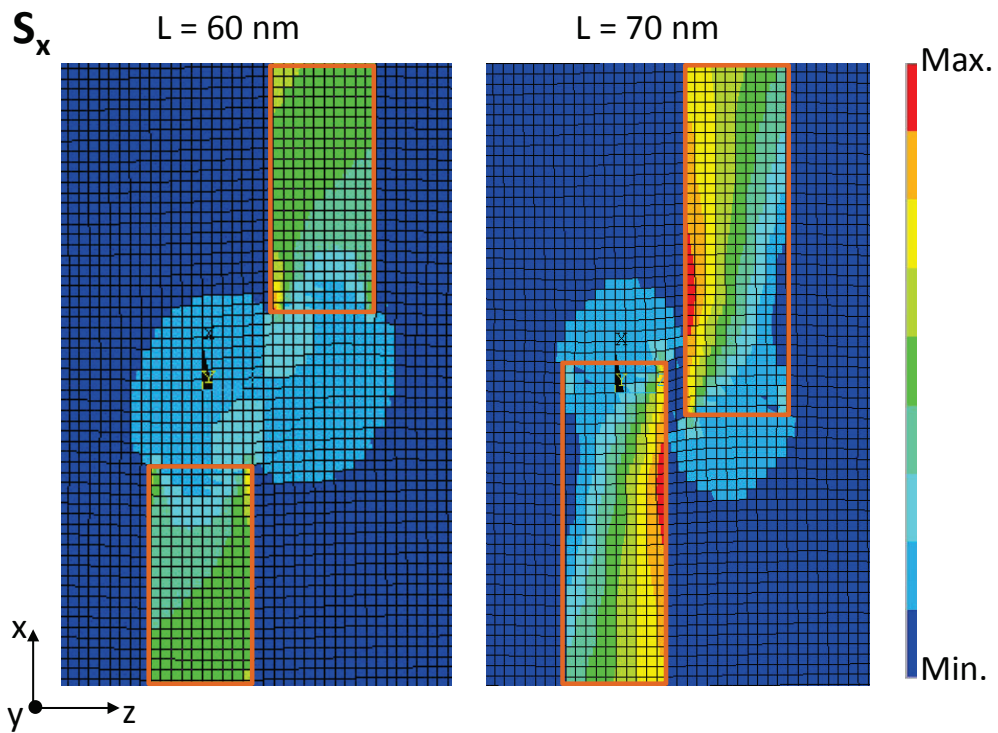 Sx
L = 60 nm
L = 70 nm
Max.
X
Y
X
Y
Min.
x
y
z